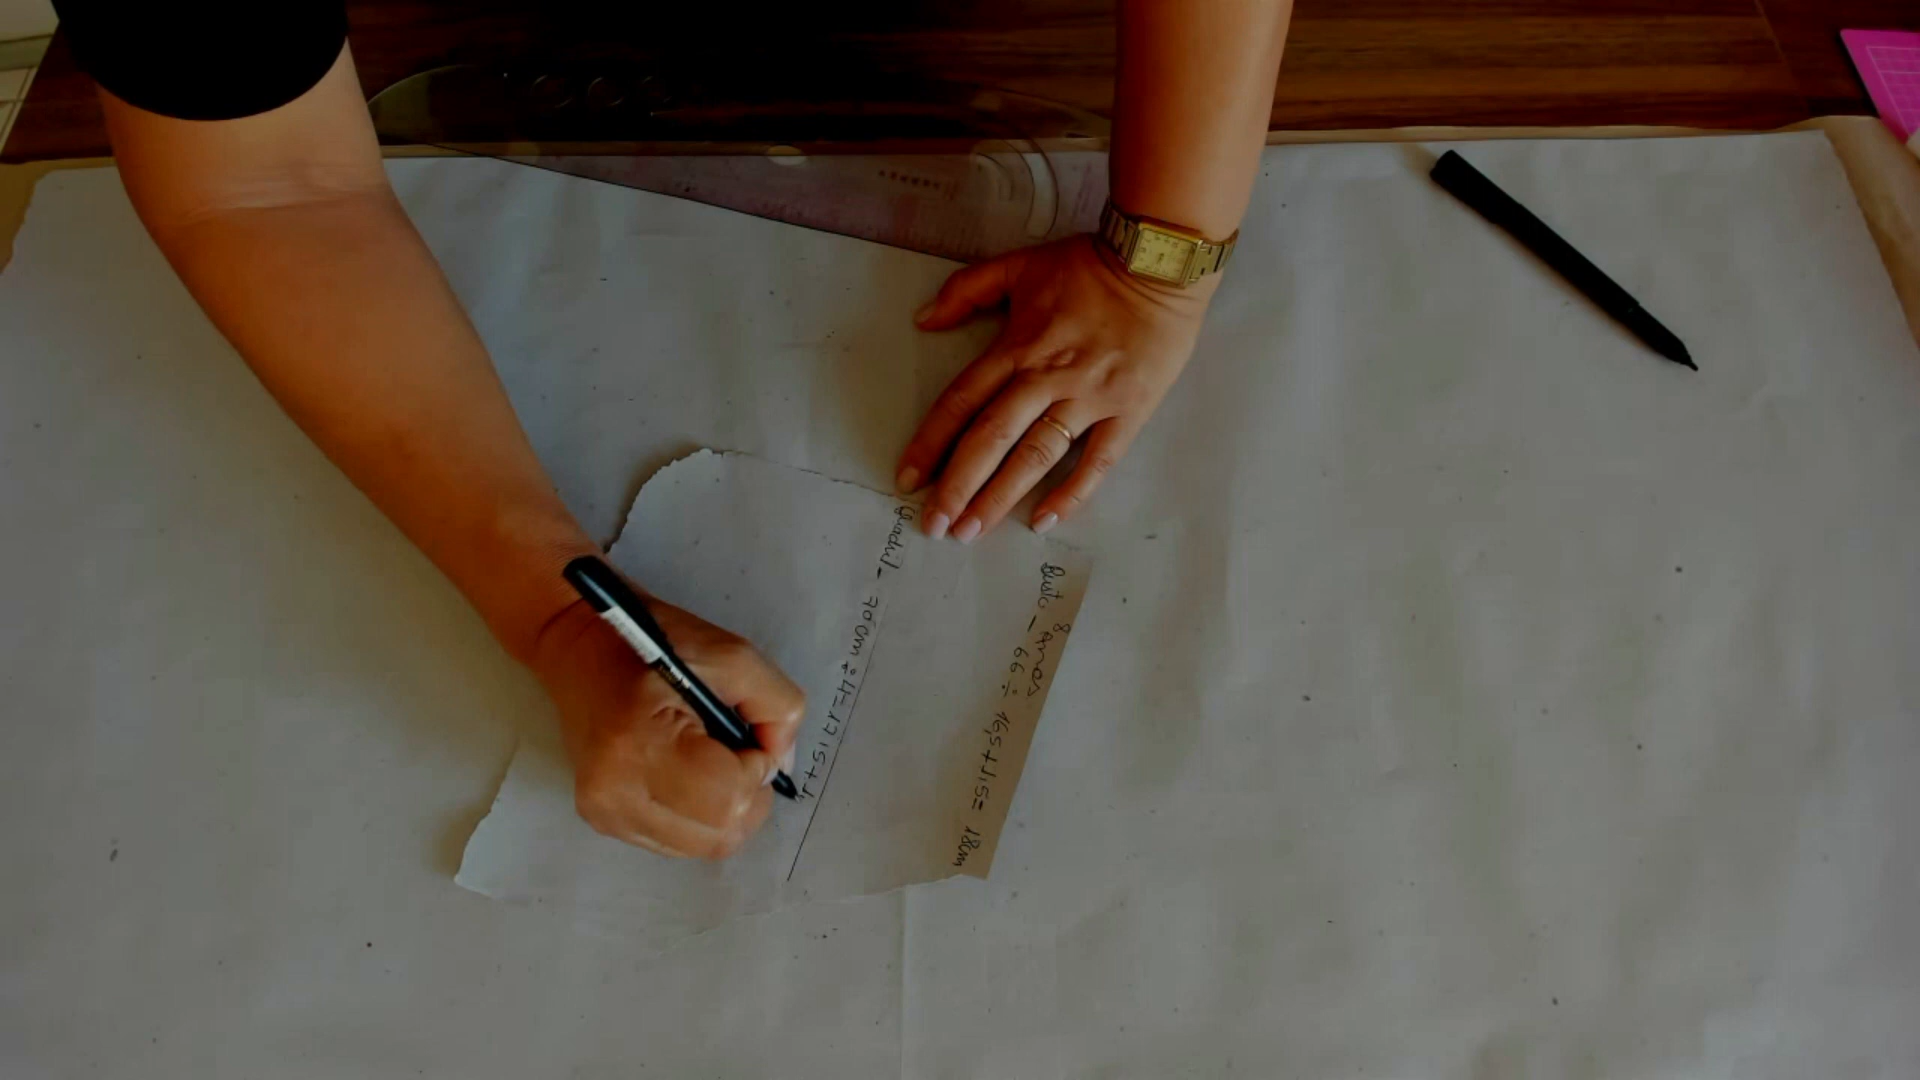 8 anos
Busto - 66 ÷ 16,5+1,5= 18cm
Quadril - 70cm ÷ 4 = 17,5+1,